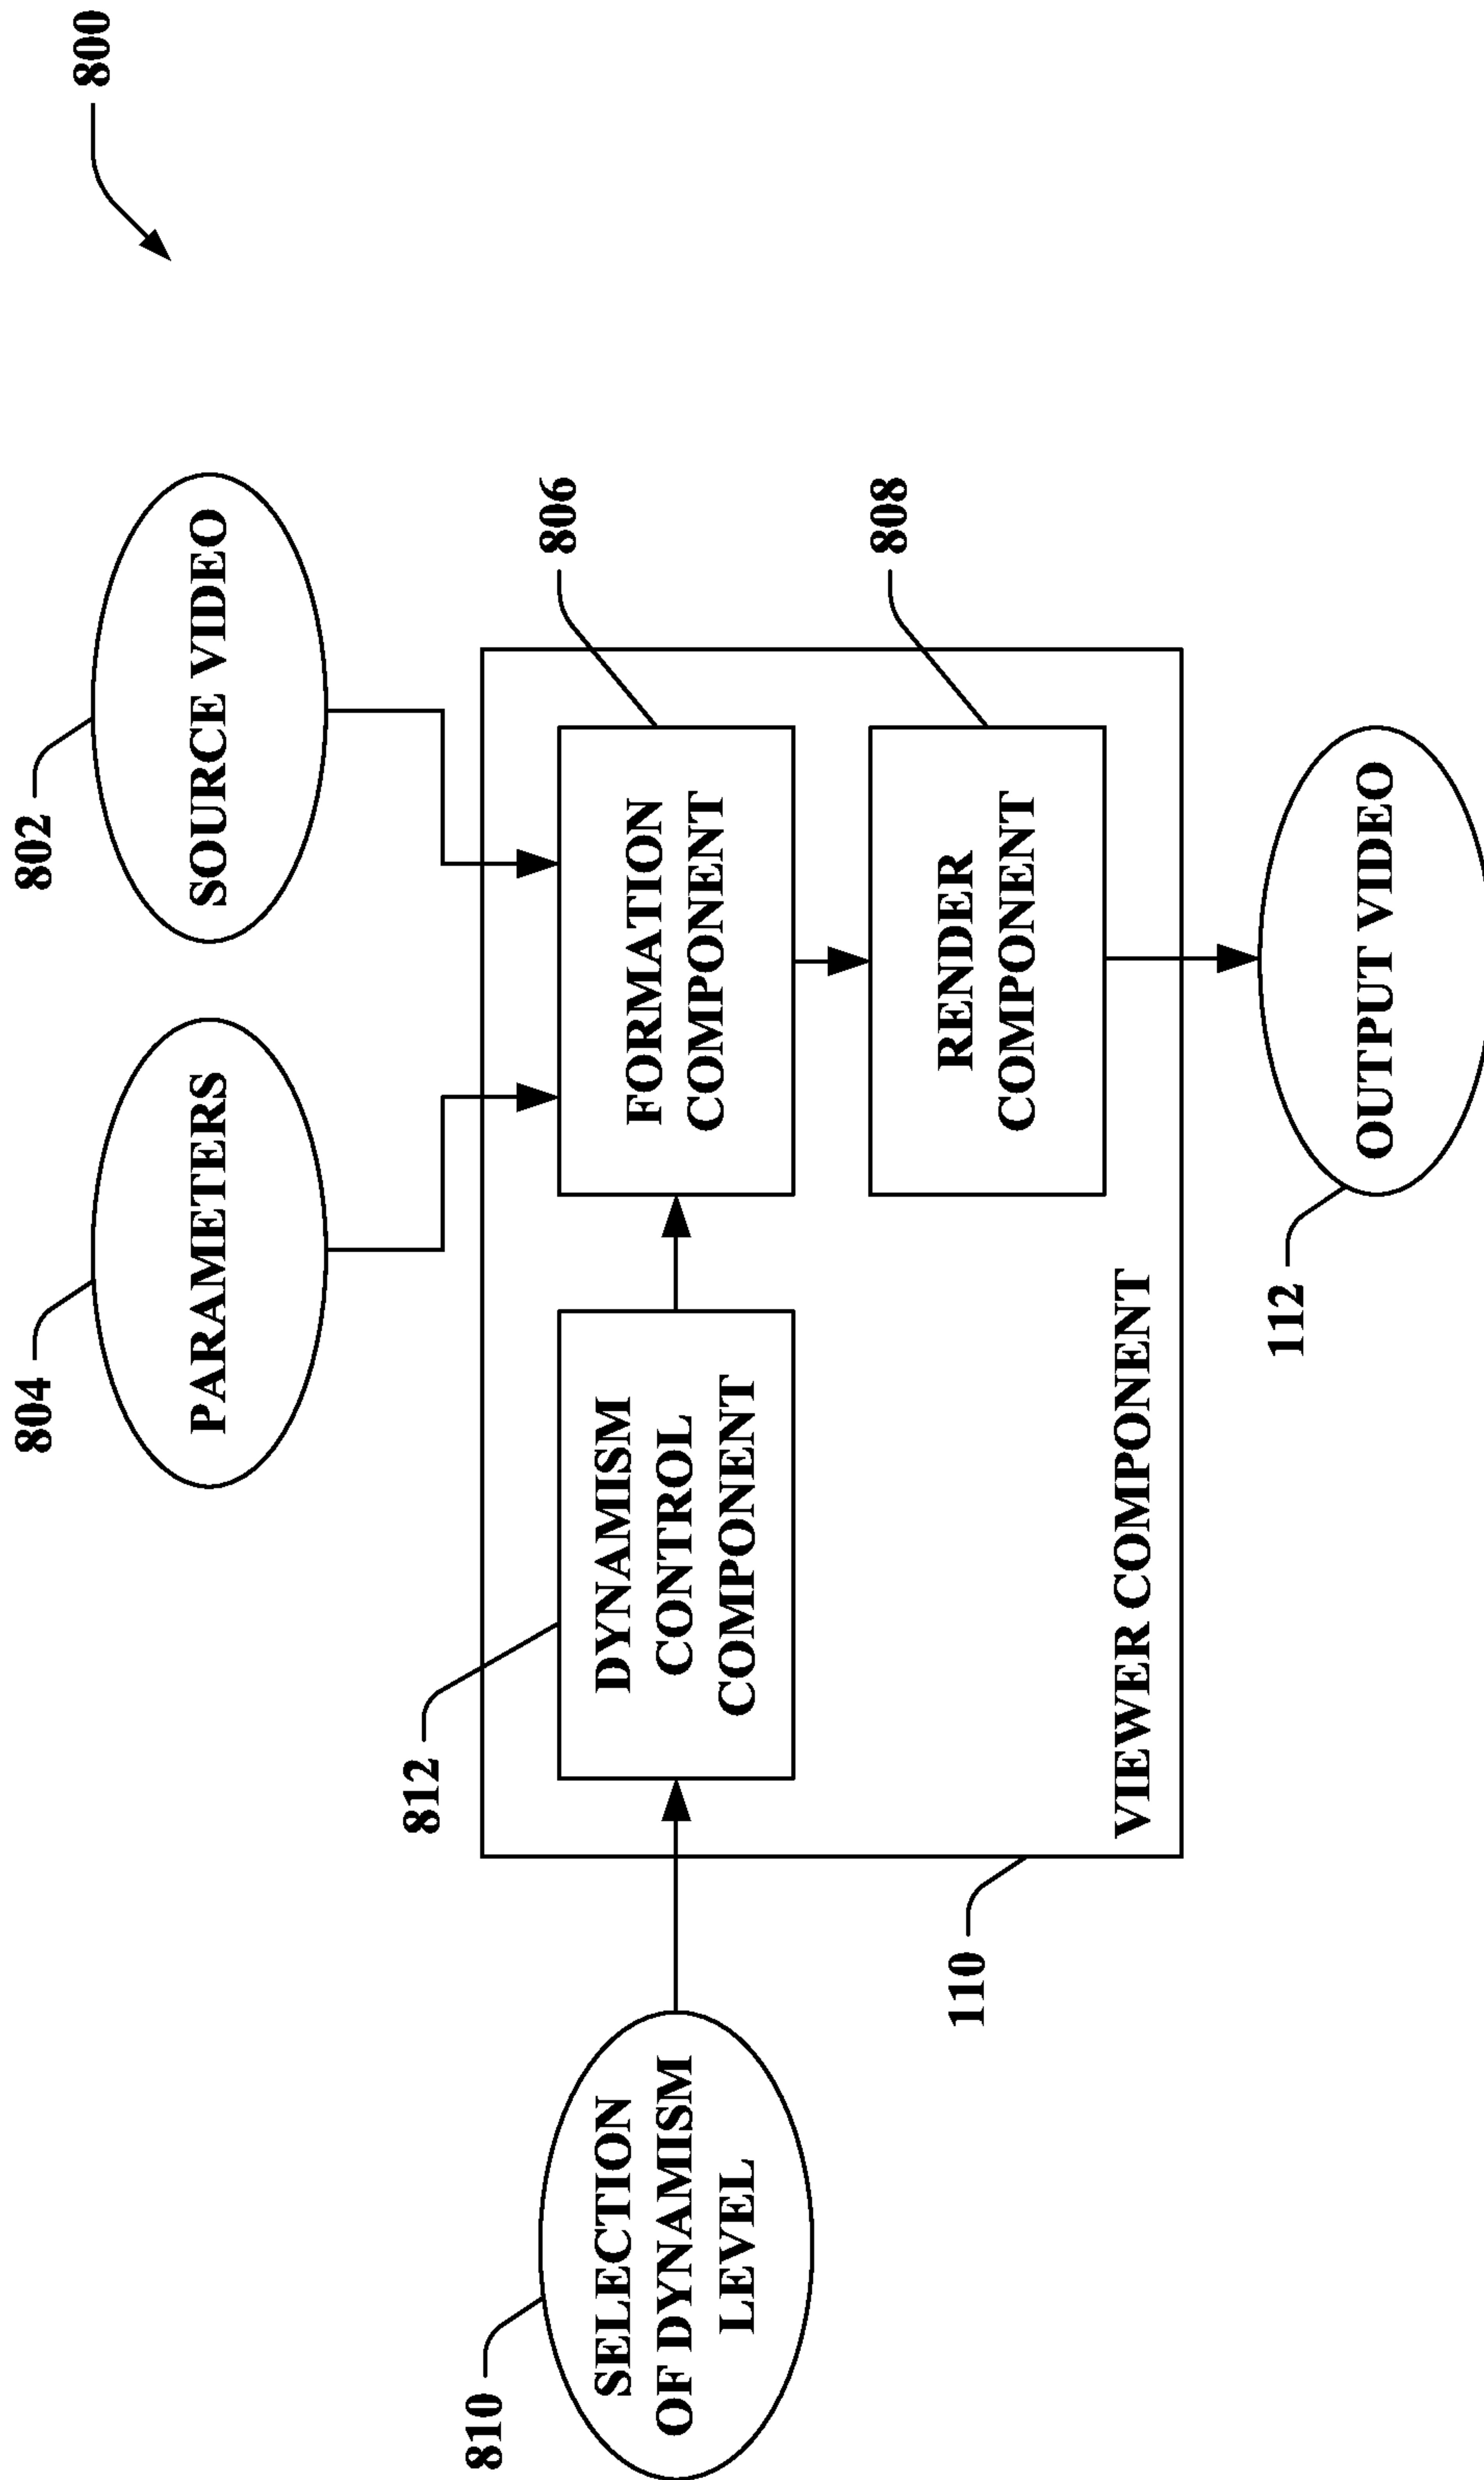 800
804
802
PARAMETERS
SOURCE VIDEO
812
806
810
SELECTION
OF DYNAMISM
LEVEL
DYNAMISM
CONTROL
COMPONENT
FORMATION
COMPONENT
808
RENDER
COMPONENT
110
VIEWER COMPONENT
112
OUTPUT VIDEO